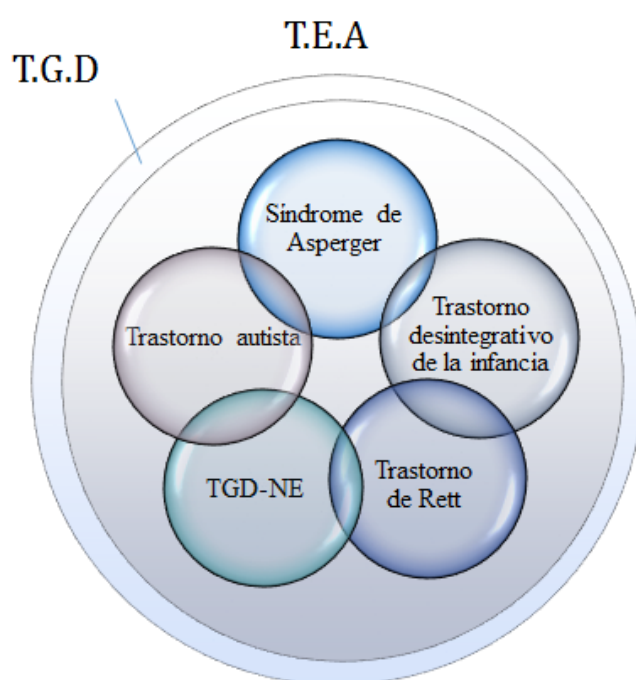 T.E.A
T.G.D
Síndrome de
Asperger
Trastorno autista
Trastorno
desintegrativo
de la infancia
TGD-NE
Trastorno
de Rett